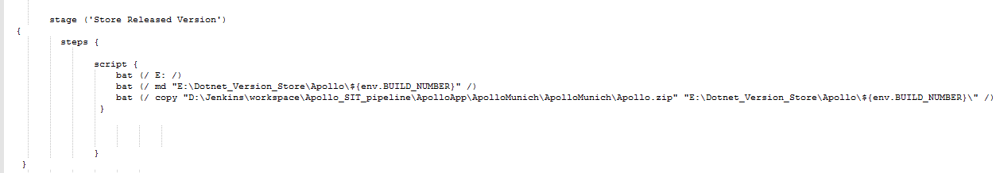 stage ('Store Released Version')
{
steps {
script {
bat (/ E: /)
bat (/ md "E:\Dotnet_Version_Store\Apollo\${env.BUILD_NUMBER}" /)
bat (/ copy "D:\Jenkins\workspace\Apollo_SIT_pipeline\ApolloApp\ApolloMunich\ApolloMunich\Apollo.zip" "E:\Dotnet_Version_Store\Apollo\${env.BUILD_NUMBER}\" /)
}
}
}